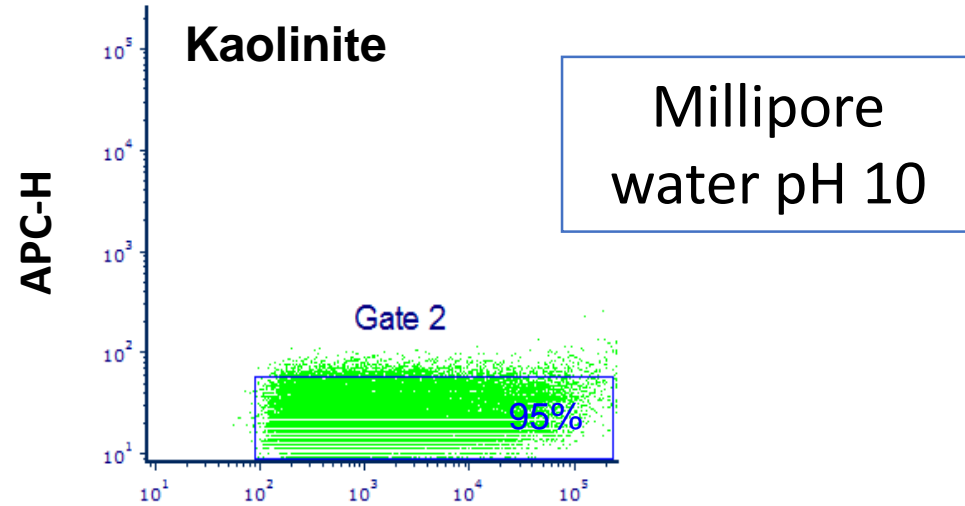 Kaolinite
Millipore
water pH 10
APC-H
10⁵
10⁴
10³
10²
10¹
Gate 2
95%
10¹ 10² 10³ 10⁴ 10⁵